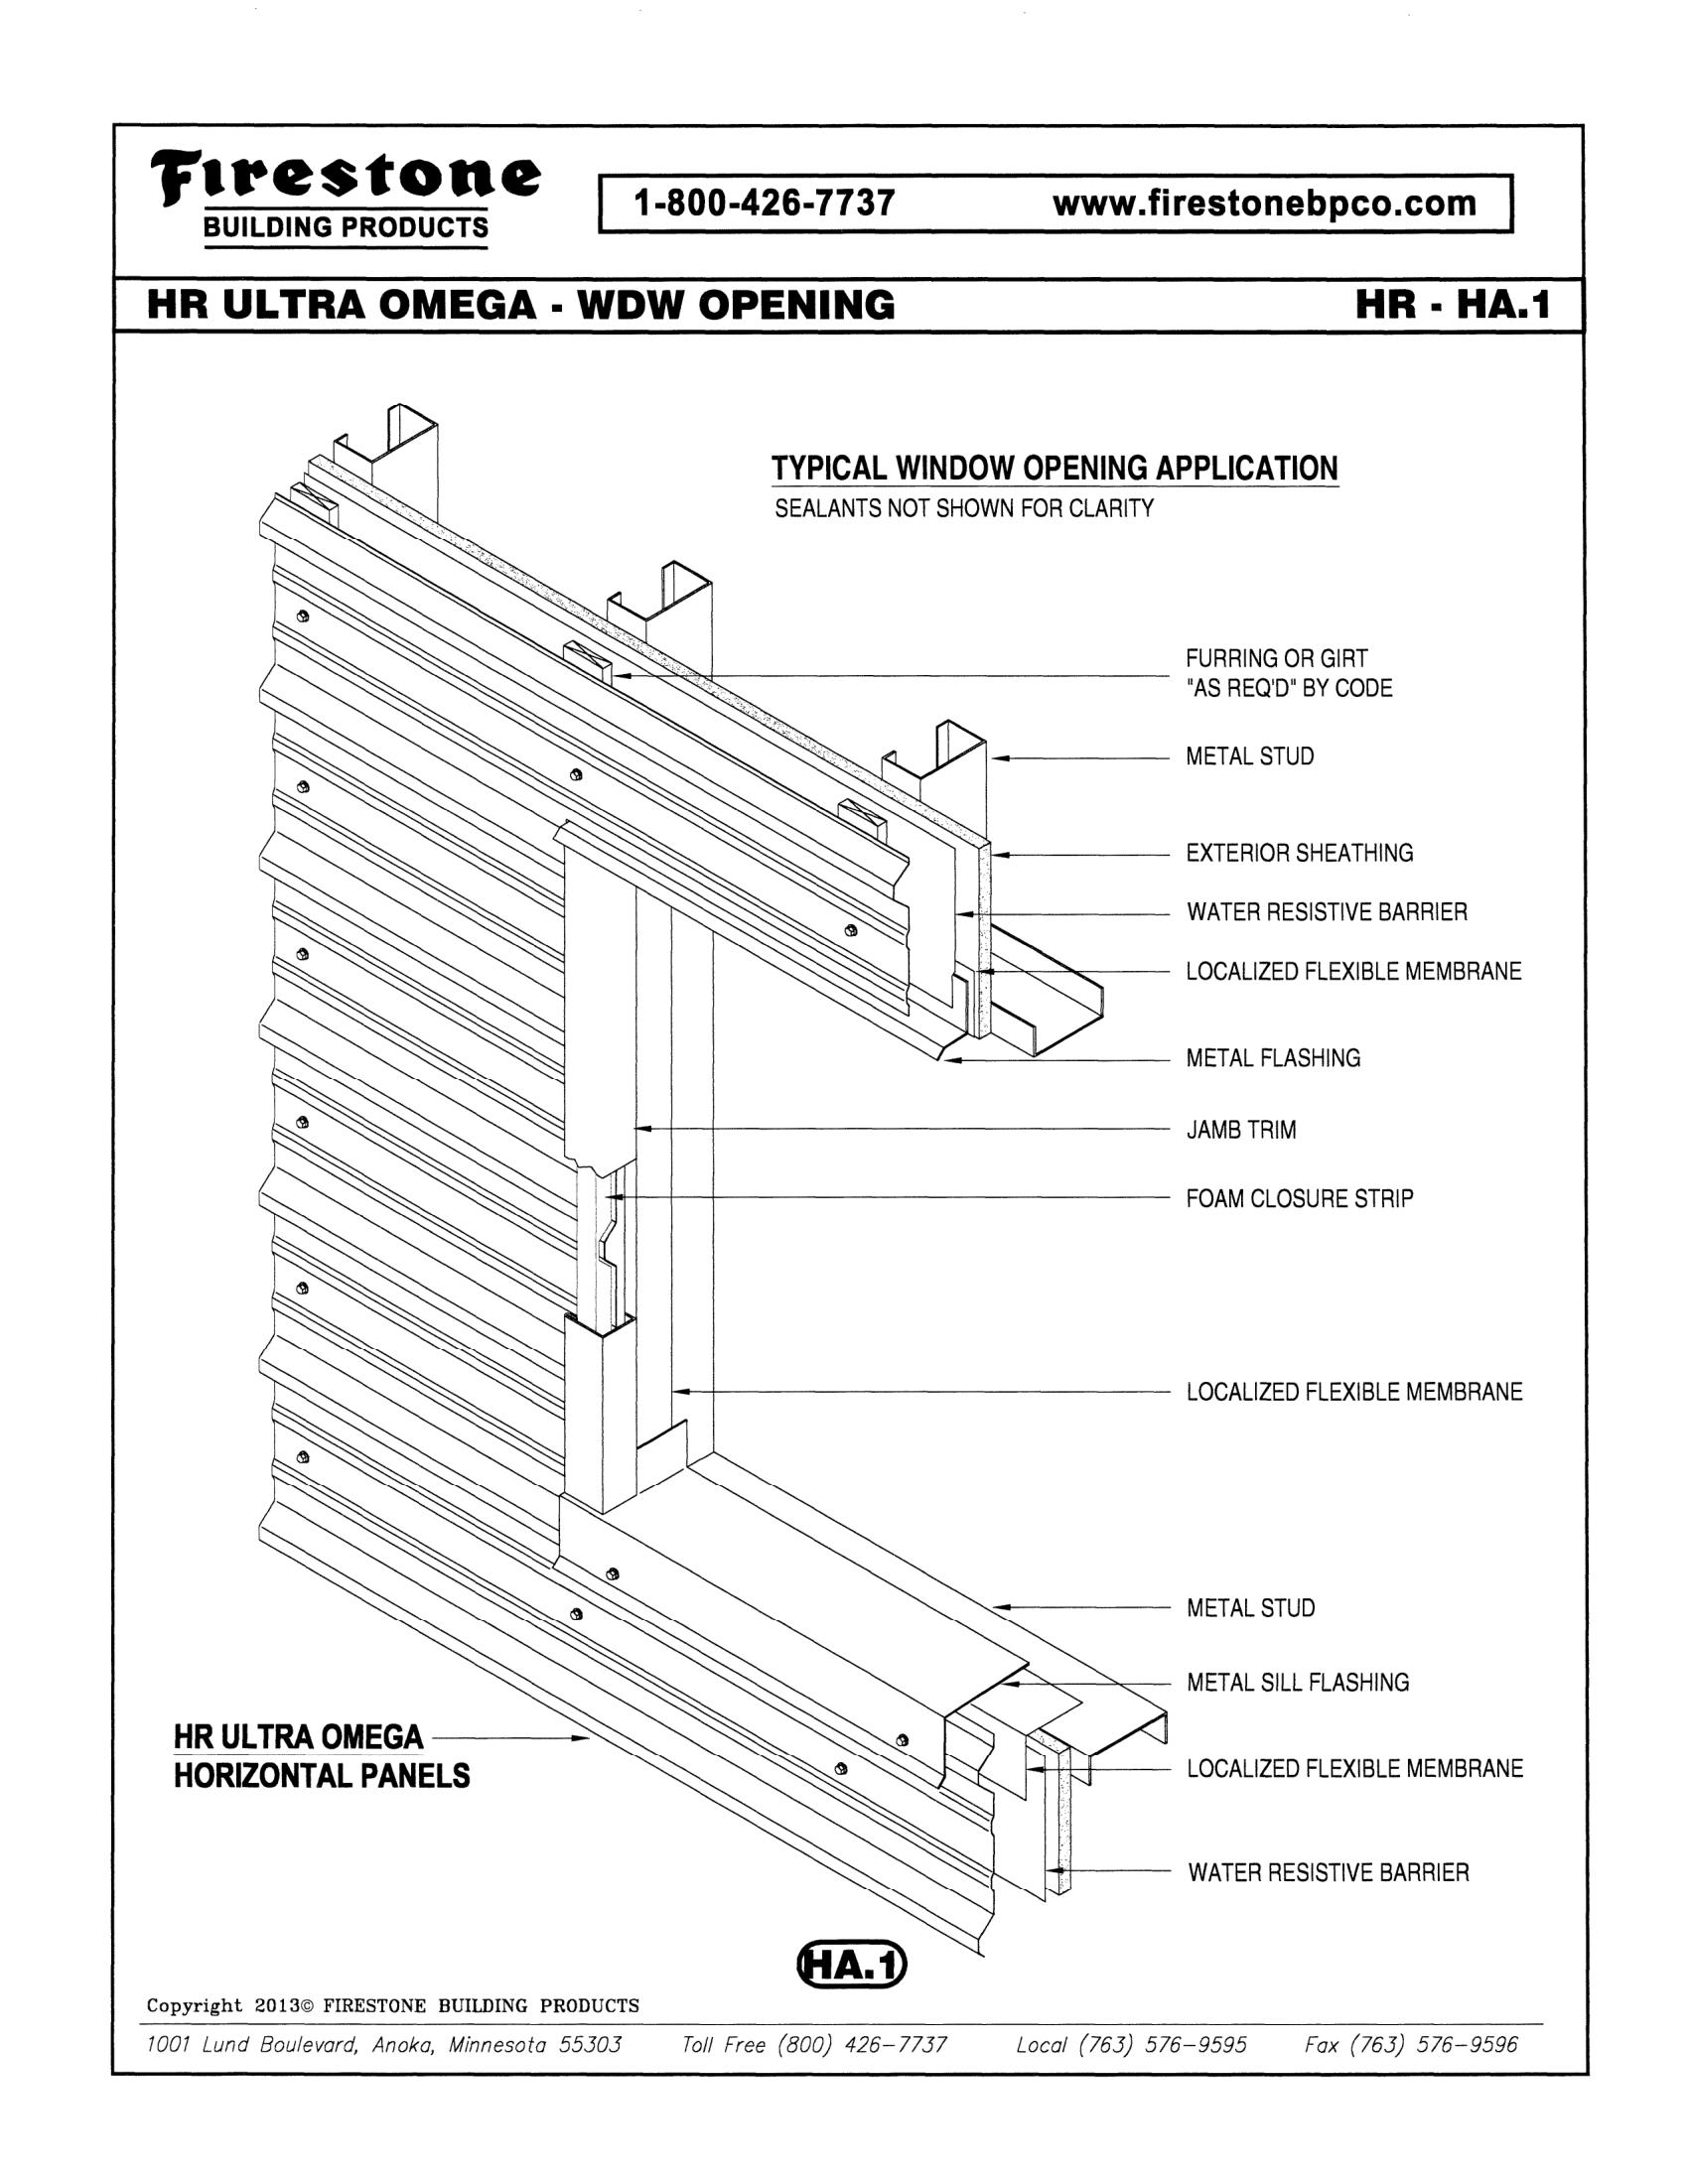 Firestone
BUILDING PRODUCTS
1-800-426-7737 www.firestonebpco.com
HR ULTRA OMEGA - WDW OPENING HR - HA.1
TYPICAL WINDOW OPENING APPLICATION
SEALANTS NOT SHOWN FOR CLARITY
FURRING OR GIRT
"AS REQ'D" BY CODE
METAL STUD
EXTERIOR SHEATHING
WATER RESISTIVE BARRIER
LOCALIZED FLEXIBLE MEMBRANE
METAL FLASHING
JAMB TRIM
FOAM CLOSURE STRIP
LOCALIZED FLEXIBLE MEMBRANE
METAL STUD
METAL SILL FLASHING
HR ULTRA OMEGA
HORIZONTAL PANELS
LOCALIZED FLEXIBLE MEMBRANE
WATER RESISTIVE BARRIER
HA.1
Copyright 2013© FIRESTONE BUILDING PRODUCTS
1001 Lund Boulevard, Anoka, Minnesota 55303 Toll Free (800) 426-7737 Local (763) 576-9595 Fax (763) 576-9596